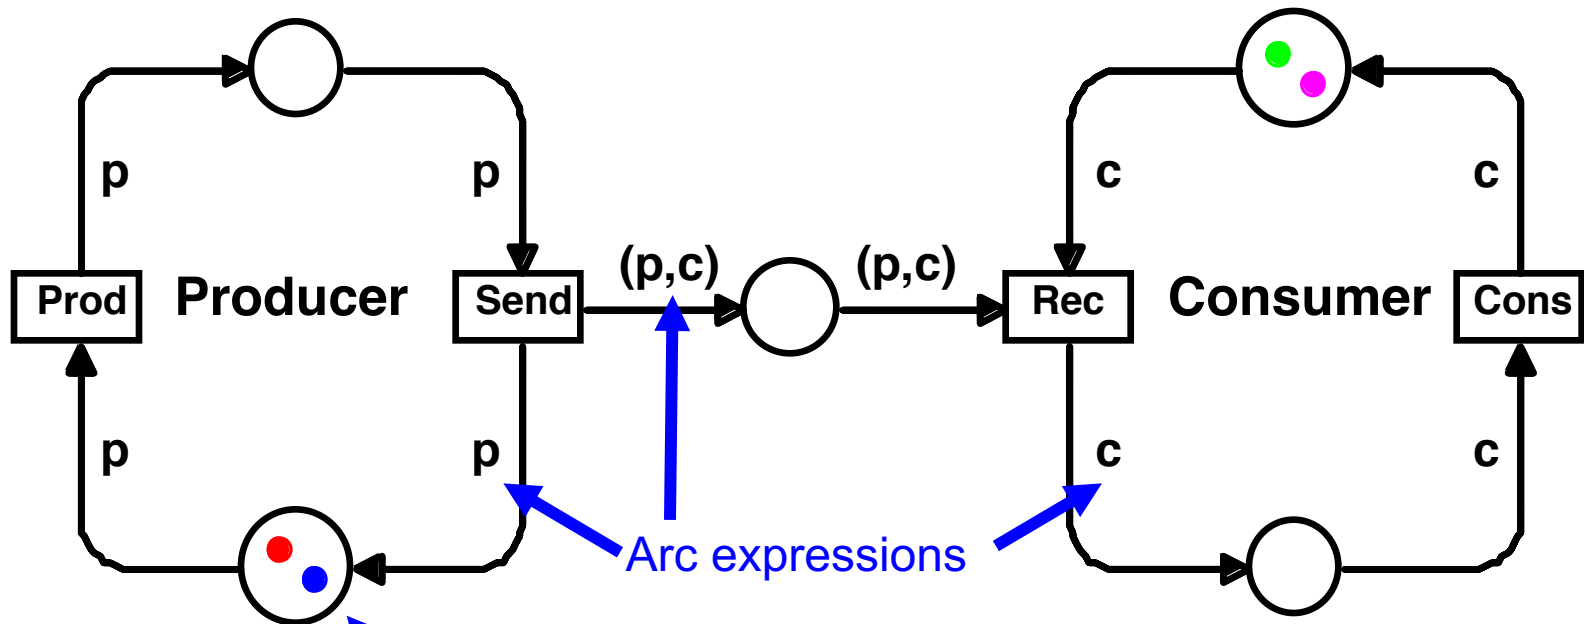 p
p
c
c
(p,c)
(p,c)
Prod
Producer
Send
Rec
Consumer
Cons
p
p
c
c
Arc expressions